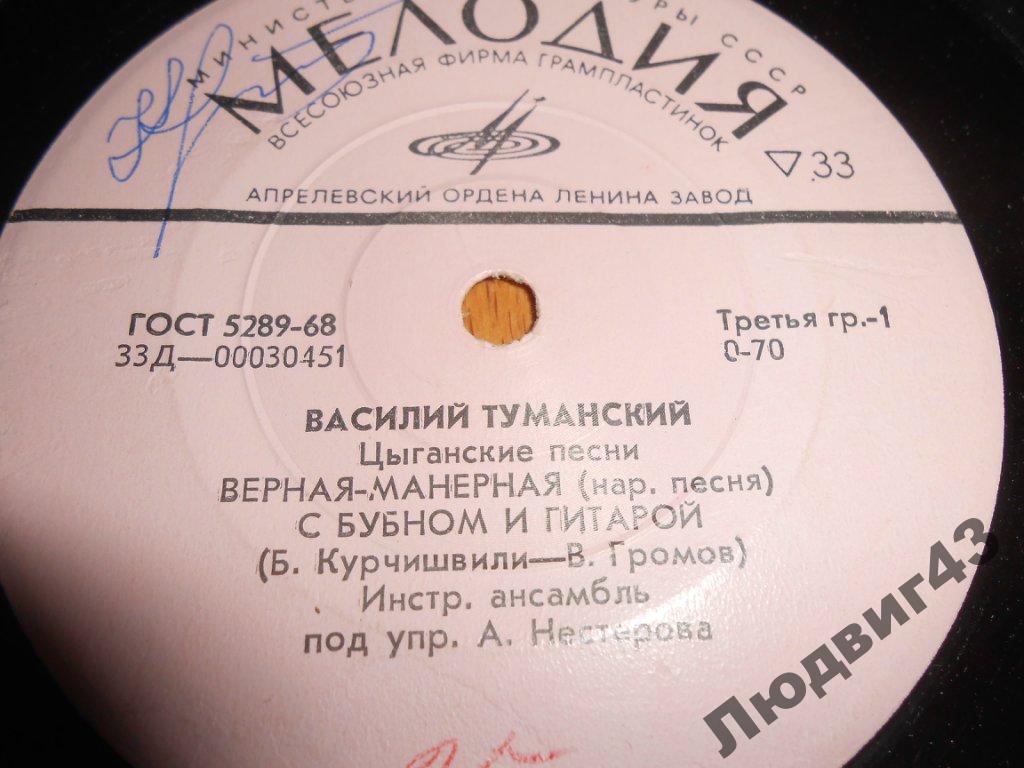 СССР
МЕЛОДИЯ
ВСЕСОЮЗНАЯ ФИРМА ГРАМПЛАСТИНОК
▽ 33
АПРЕЛЕВСКИЙ ОРДЕНА ЛЕНИНА ЗАВОД
ГОСТ 5289-68
Третья гр.-1
33Д—00030451
0-70
ВАСИЛИЙ ТУМАНСКИЙ
Цыганские песни
ВЕРНАЯ-МАНЕРНАЯ (нар. песня)
С БУБНОМ И ГИТАРОЙ
(Б. Курчишвили—В. Громов)
Инстр. ансамбль
под упр. А. Нестерова
Людвиг43